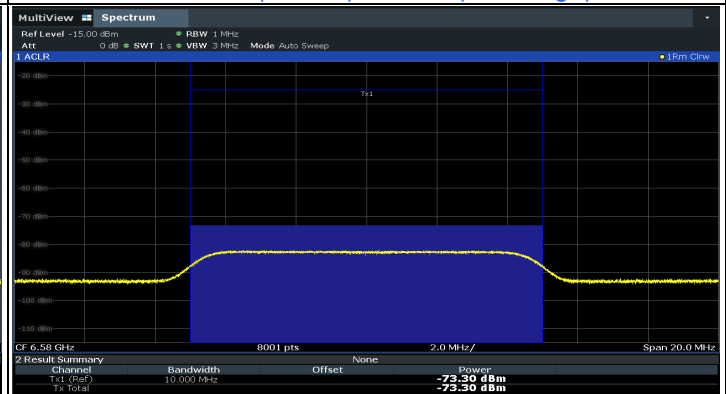 MultiView Spectrum
Ref Level -15.00 dBm RBW 1 MHz
Att 0 dB SWT 1 s VBW 3 MHz Mode Auto Sweep
1 ACLR 1Rm Clrw
-20 dBm
Tx1
-30 dBm
-40 dBm
-50 dBm
-60 dBm
-70 dBm
-80 dBm
-90 dBm
-100 dBm
-110 dBm
CF 6.58 GHz 8001 pts 2.0 MHz/ Span 20.0 MHz
2 Result Summary None
Channel Bandwidth Offset Power
Tx1 (Ref) 10.000 MHz -73.30 dBm
Tx Total -73.30 dBm